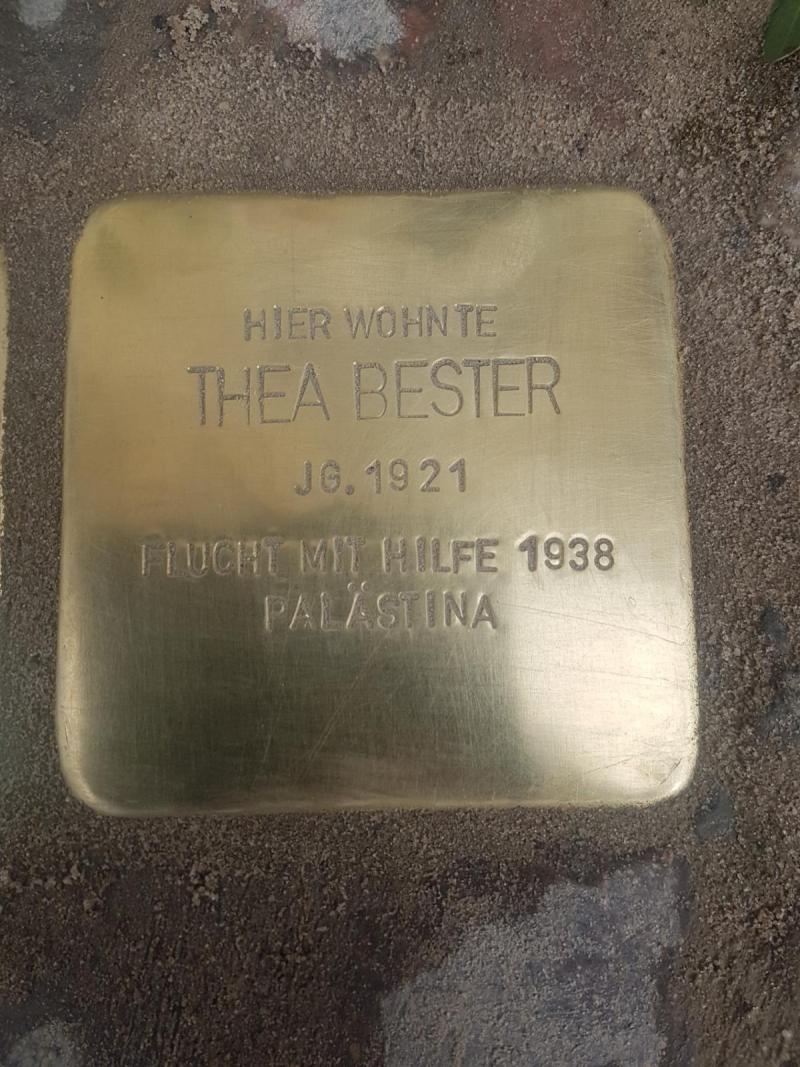 HIER WOHNTE
THEA BESTER
JG. 1921
FLUCHT MIT HILFE 1938
PALÄSTINA